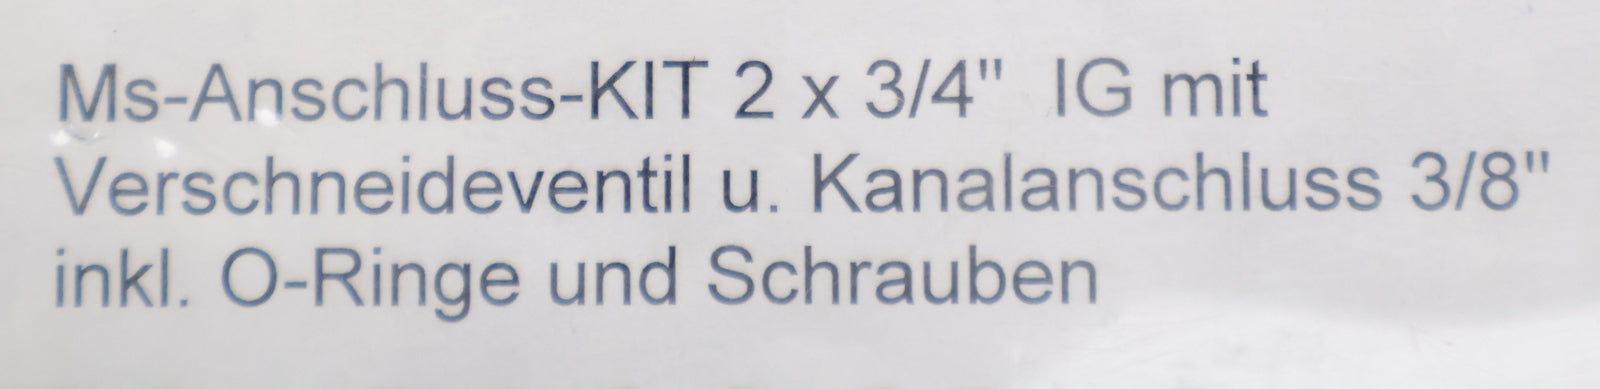 Ms-Anschluss-KIT 2 x 3/4" IG mit
Verschneideventil u. Kanalanschluss 3/8"
inkl. O-Ringe und Schrauben